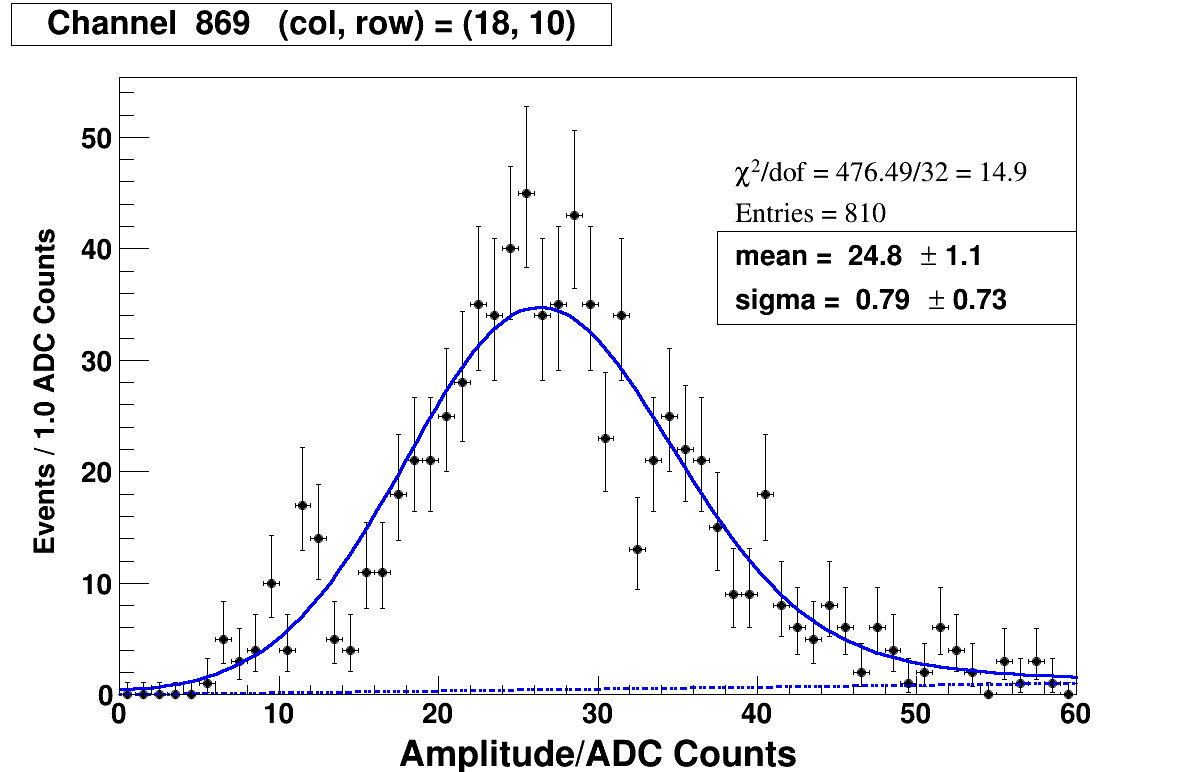 Channel 869 (col, row) = (18, 10)
χ²/dof = 476.49/32 = 14.9
Entries = 810
mean = 24.8 ± 1.1
sigma = 0.79 ± 0.73
Events / 1.0 ADC Counts
50
40
30
20
10
0
0 10 20 30 40 50 60
Amplitude/ADC Counts